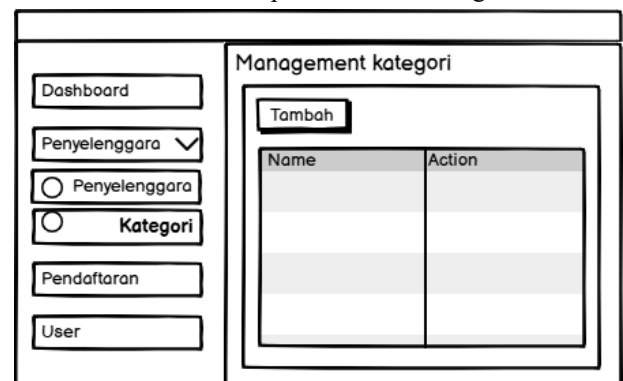 Management kategori
Dashboard
Penyelenggara
Penyelenggara
Kategori
Pendaftaran
User
Tambah
Name Action